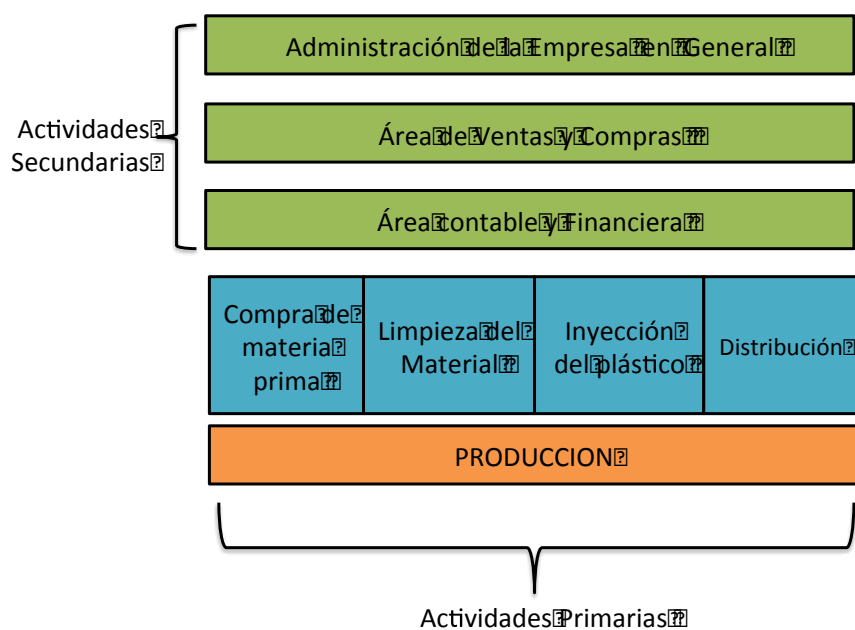 Administración de la Empresa en General
Actividades
Secundarias
Área de Ventas y Compras
Área contable y Financiera
Compra de
materia
prima
Limpieza del
Material
Inyección
del plástico
Distribución
PRODUCCION
Actividades Primarias